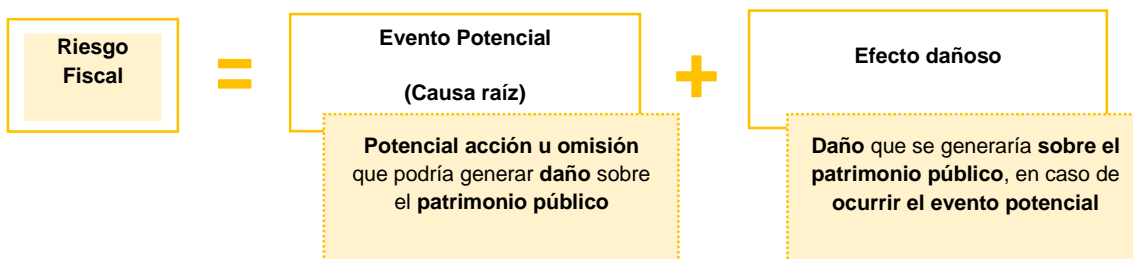 Riesgo
Fiscal
=
Evento Potencial
(Causa raíz)
Potencial acción u omisión
que podría generar daño sobre
el patrimonio público
+
Efecto dañoso
Daño que se generaría sobre el
patrimonio público, en caso de
ocurrir el evento potencial